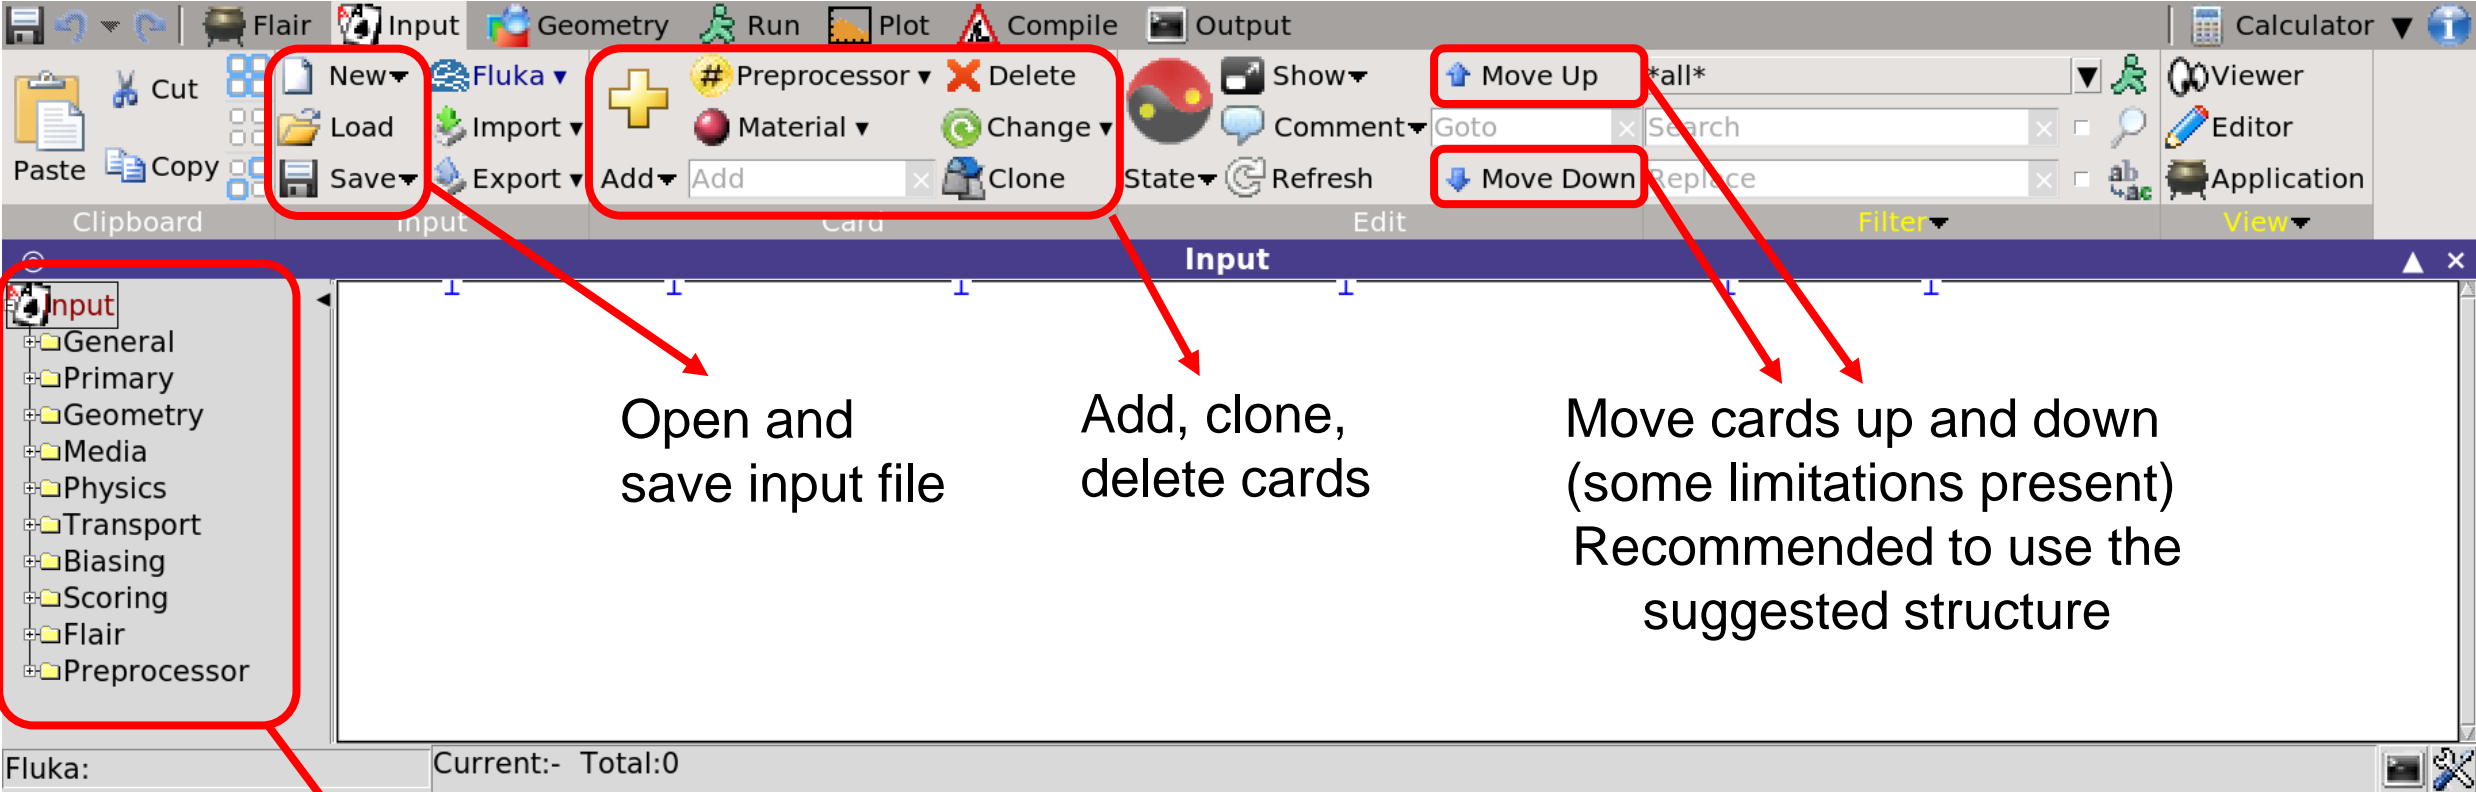 Flair Input Geometry Run Plot Compile Output Calculator
New Fluka Preprocessor Delete Show Move Up *all* Viewer
Cut
Load Import Material Change Comment Goto Search Editor
Paste Copy Save Export Add Add Clone State Refresh Move Down Replace Application
Clipboard Input Card Edit Filter View
Input
Input
General
Primary
Geometry
Media
Physics
Transport
Biasing
Scoring
Flair
Preprocessor
Open and
save input file
Add, clone,
delete cards
Move cards up and down
(some limitations present)
Recommended to use the
suggested structure
Fluka: Current:- Total:0